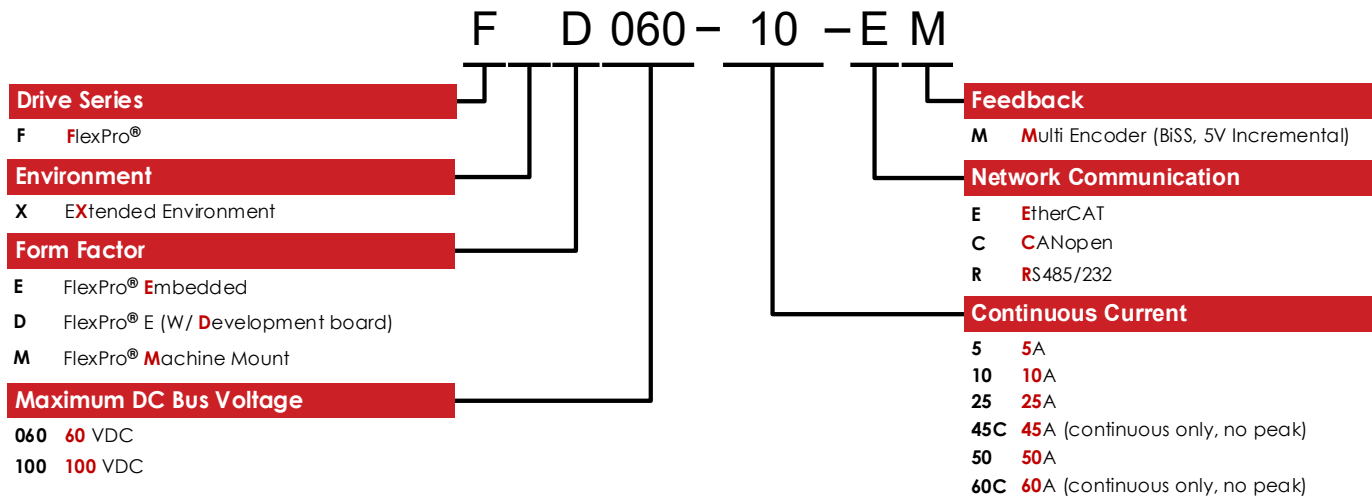 F D 060 – 10 – E M
Drive Series
F FlexPro®
Environment
X EXtended Environment
Form Factor
E FlexPro® Embedded
D FlexPro® E (W/ Development board)
M FlexPro® Machine Mount
Maximum DC Bus Voltage
060 60 VDC
100 100 VDC
Feedback
M Multi Encoder (BiSS, 5V Incremental)
Network Communication
E EtherCAT
C CANopen
R RS485/232
Continuous Current
5 5A
10 10A
25 25A
45C 45A (continuous only, no peak)
50 50A
60C 60A (continuous only, no peak)